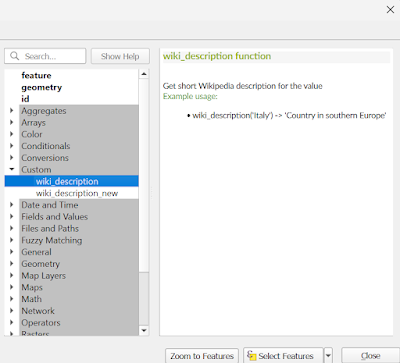 Search...
Show Help
feature
geometry
id
Aggregates
Arrays
Color
Conditionals
Conversions
Custom
wiki_description
wiki_description_new
Date and Time
Fields and Values
Files and Paths
Fuzzy Matching
General
Geometry
Map Layers
Maps
Math
Network
Operators
Rasters
wiki_description function
Get short Wikipedia description for the value
Example usage:
• wiki_description('Italy') -> 'Country in southern Europe'
Zoom to Features
Select Features
Close